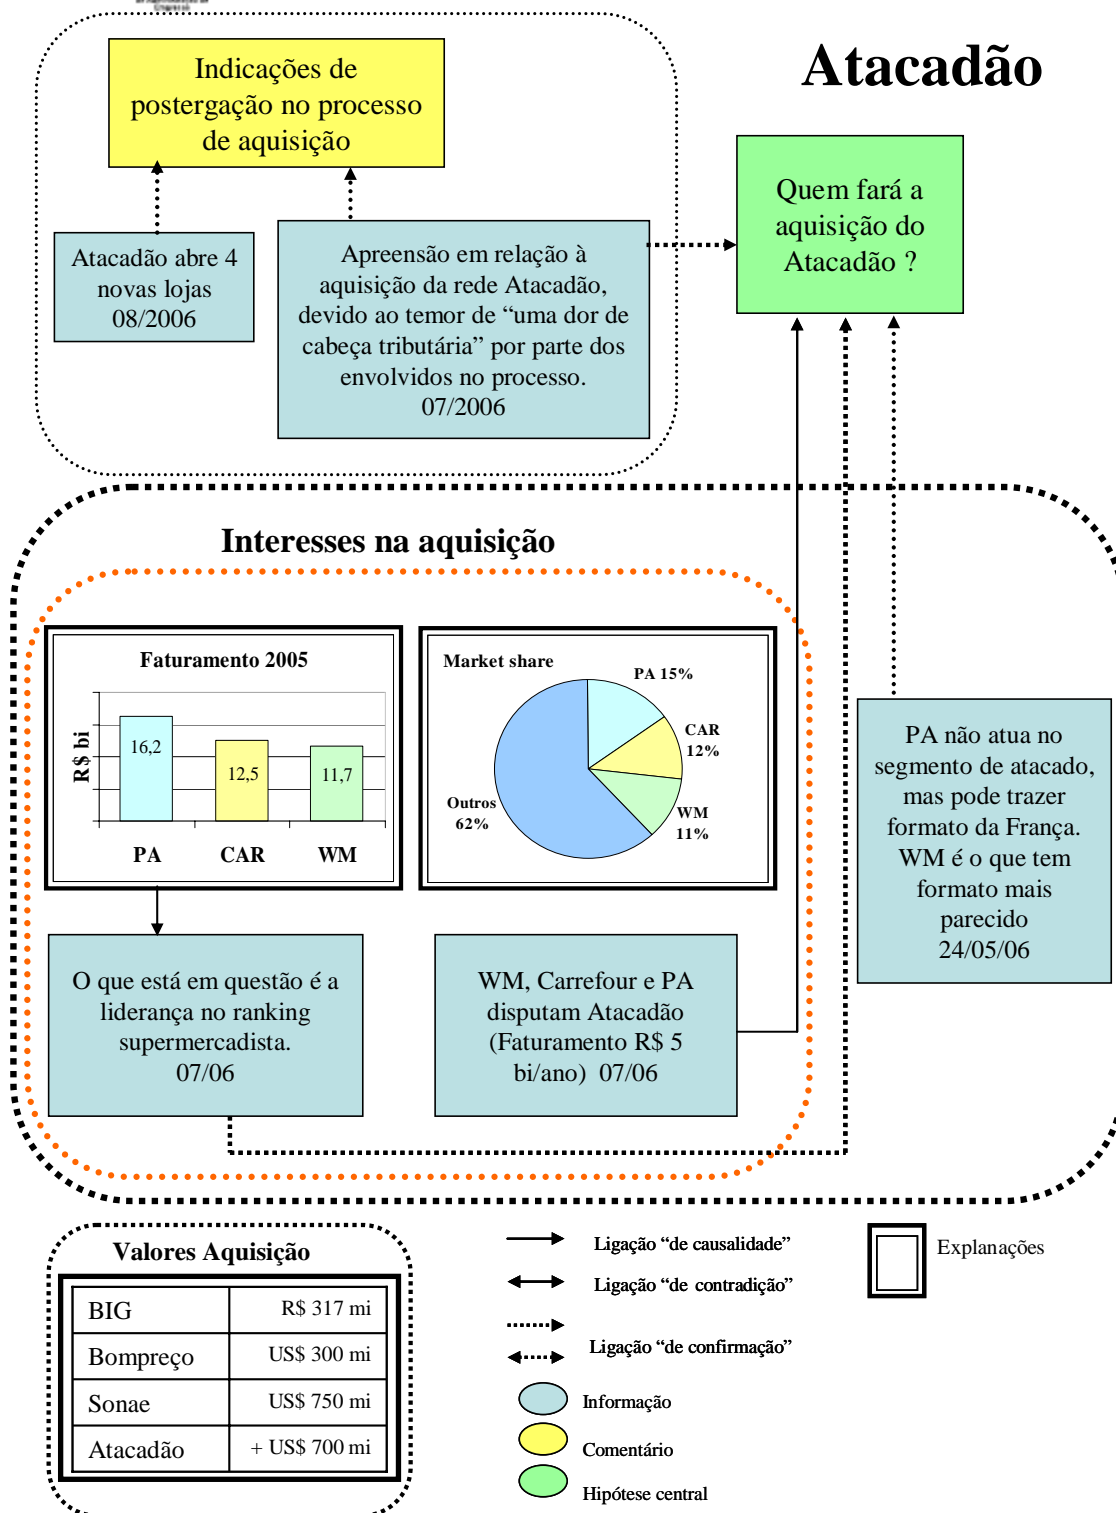 Atacadão
Indicações de
postergação no processo
de aquisição
Quem fará a
aquisição do
Atacadão ?
Atacadão abre 4
novas lojas
08/2006
Apreensão em relação à
aquisição da rede Atacadão,
devido ao temor de “uma dor de
cabeça tributária” por parte dos
envolvidos no processo.
07/2006
Interesses na aquisição
Faturamento 2005
R$ bi
16,2
12,5
11,7
PA
CAR
WM
Market share
PA 15%
CAR
12%
WM
11%
Outros
62%
PA não atua no
segmento de atacado,
mas pode trazer
formato da França.
WM é o que tem
formato mais
parecido
24/05/06
O que está em questão é a
liderança no ranking
supermercadista.
07/06
WM, Carrefour e PA
disputam Atacadão
(Faturamento R$ 5
bi/ano) 07/06
Valores Aquisição
BIG R$ 317 mi
Bompreço US$ 300 mi
Sonae US$ 750 mi
Atacadão + US$ 700 mi
Ligação “de causalidade”
Ligação “de contradição”
Ligação “de confirmação”
Informação
Comentário
Hipótese central
Explanações